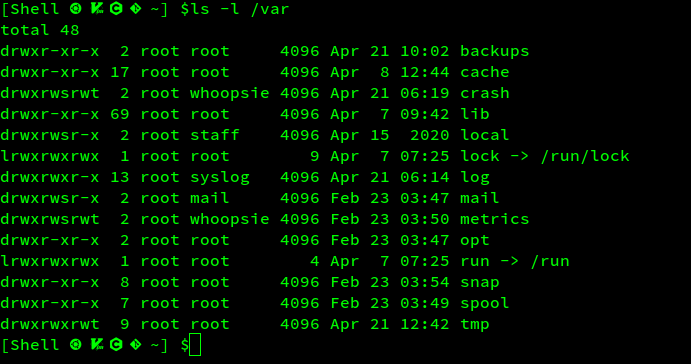 [Shell ~] $ls -l /var
total 48
drwxr-xr-x  2 root root     4096 Apr 21 10:02 backups
drwxr-xr-x 17 root root     4096 Apr  8 12:44 cache
drwxrwsrwt  2 root whoopsie 4096 Apr 21 06:19 crash
drwxr-xr-x 69 root root     4096 Apr  7 09:42 lib
drwxrwsr-x  2 root staff    4096 Apr 15  2020 local
lrwxrwxrwx  1 root root        9 Apr  7 07:25 lock -> /run/lock
drwxrwxr-x 13 root syslog   4096 Apr 21 06:14 log
drwxrwsr-x  2 root mail     4096 Feb 23 03:47 mail
drwxrwsrwt  2 root whoopsie 4096 Feb 23 03:50 metrics
drwxr-xr-x  2 root root     4096 Feb 23 03:47 opt
lrwxrwxrwx  1 root root        4 Apr  7 07:25 run -> /run
drwxr-xr-x  8 root root     4096 Feb 23 03:54 snap
drwxr-xr-x  7 root root     4096 Feb 23 03:49 spool
drwxrwxrwt  9 root root     4096 Apr 21 12:42 tmp
[Shell ~] $